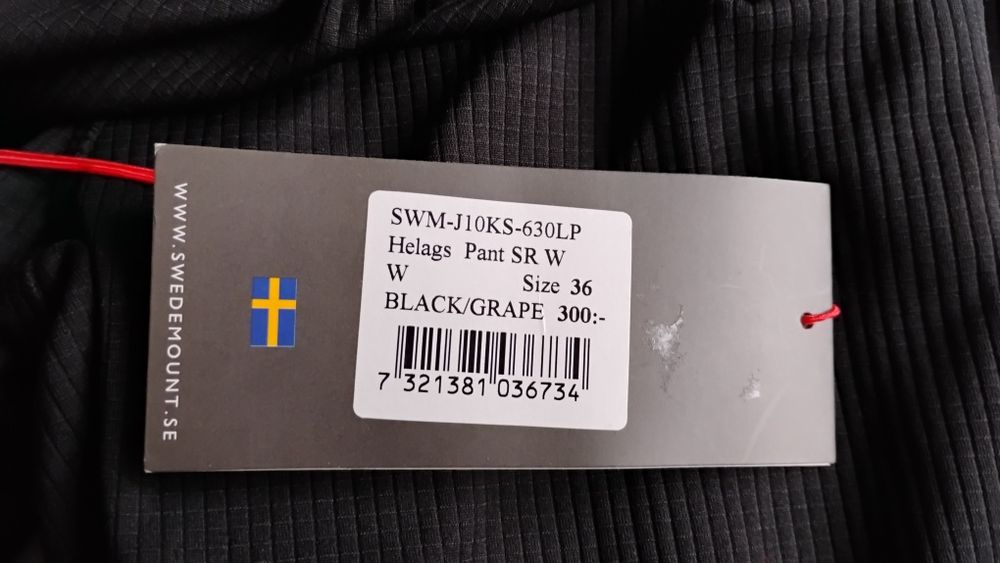 WWW.SWEDEMOUNT.SE
SWM-J10KS-630LP
Helags Pant SR W
W Size 36
BLACK/GRAPE 300:-
7 321381 036734